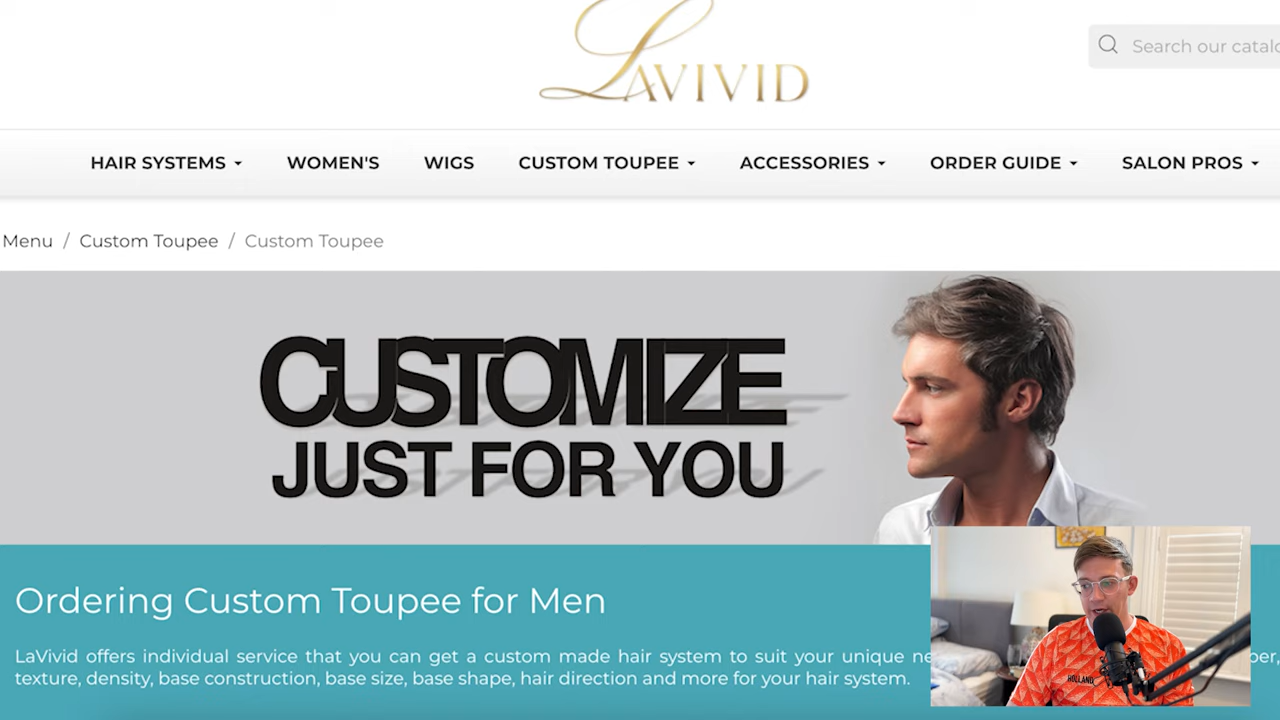 LAVIVID
Search our catalo
HAIR SYSTEMS WOMEN'S WIGS CUSTOM TOUPEE ACCESSORIES ORDER GUIDE SALON PROS
Menu / Custom Toupee / Custom Toupee
CUSTOMIZE
JUST FOR YOU
Ordering Custom Toupee for Men
LaVivid offers individual service that you can get a custom made hair system to suit your unique ne ber,
texture, density, base construction, base size, base shape, hair direction and more for your hair system.
HOLLAND